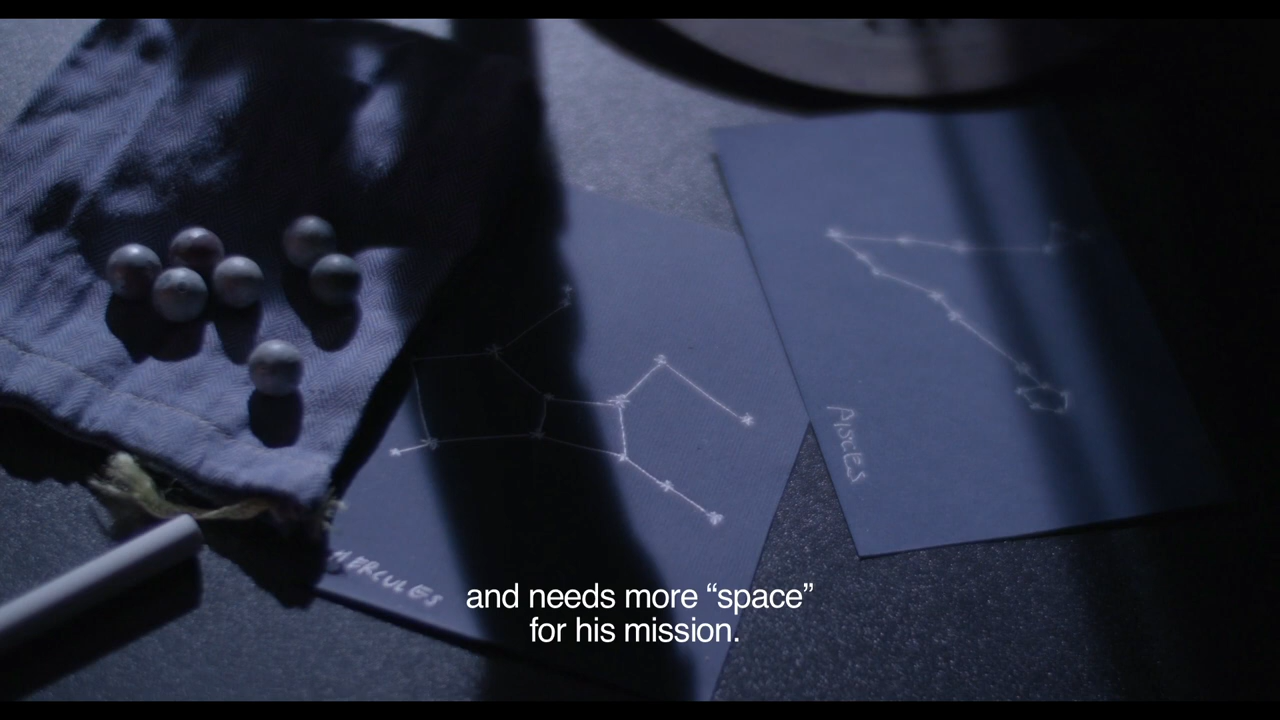 PISCES
HERCULES
and needs more “space”
for his mission.